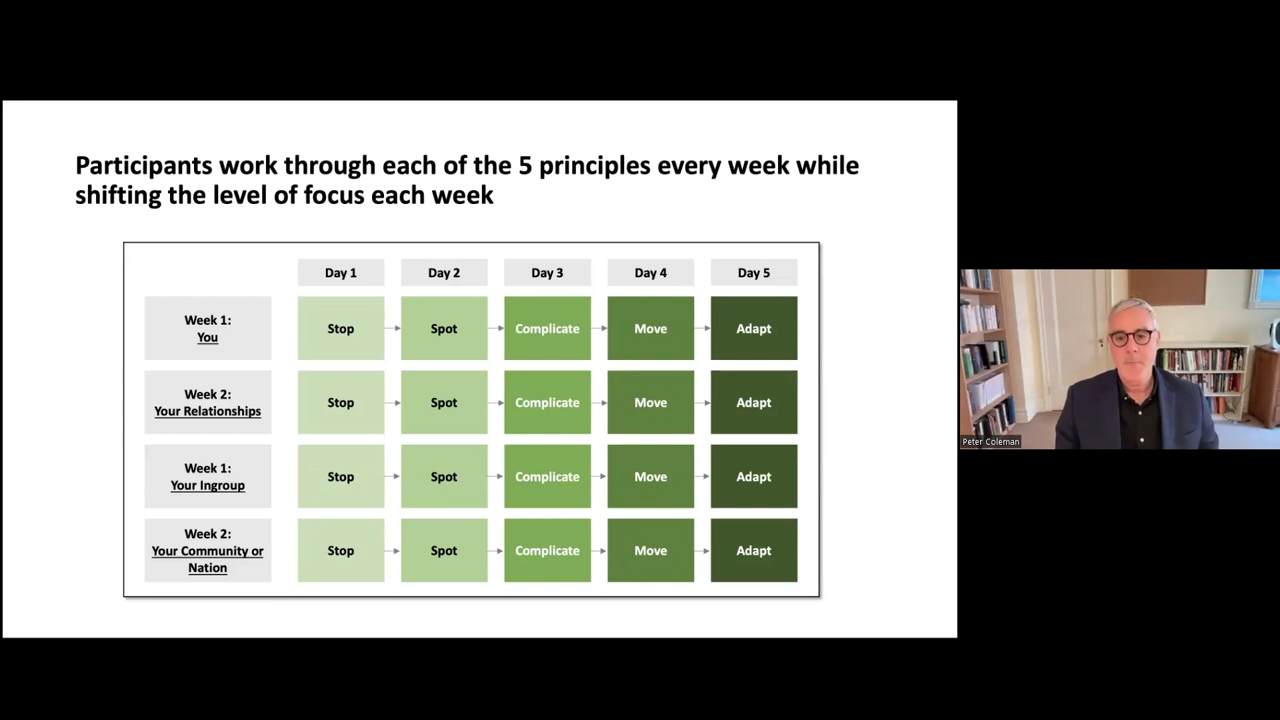 Participants work through each of the 5 principles every week while
shifting the level of focus each week
Day 1
Day 2
Day 3
Day 4
Day 5
Week 1:
You
Stop
Spot
Complicate
Move
Adapt
Week 2:
Your Relationships
Stop
Spot
Complicate
Move
Adapt
Week 1:
Your Ingroup
Stop
Spot
Complicate
Move
Adapt
Week 2:
Your Community or
Nation
Stop
Spot
Complicate
Move
Adapt
Peter Coleman